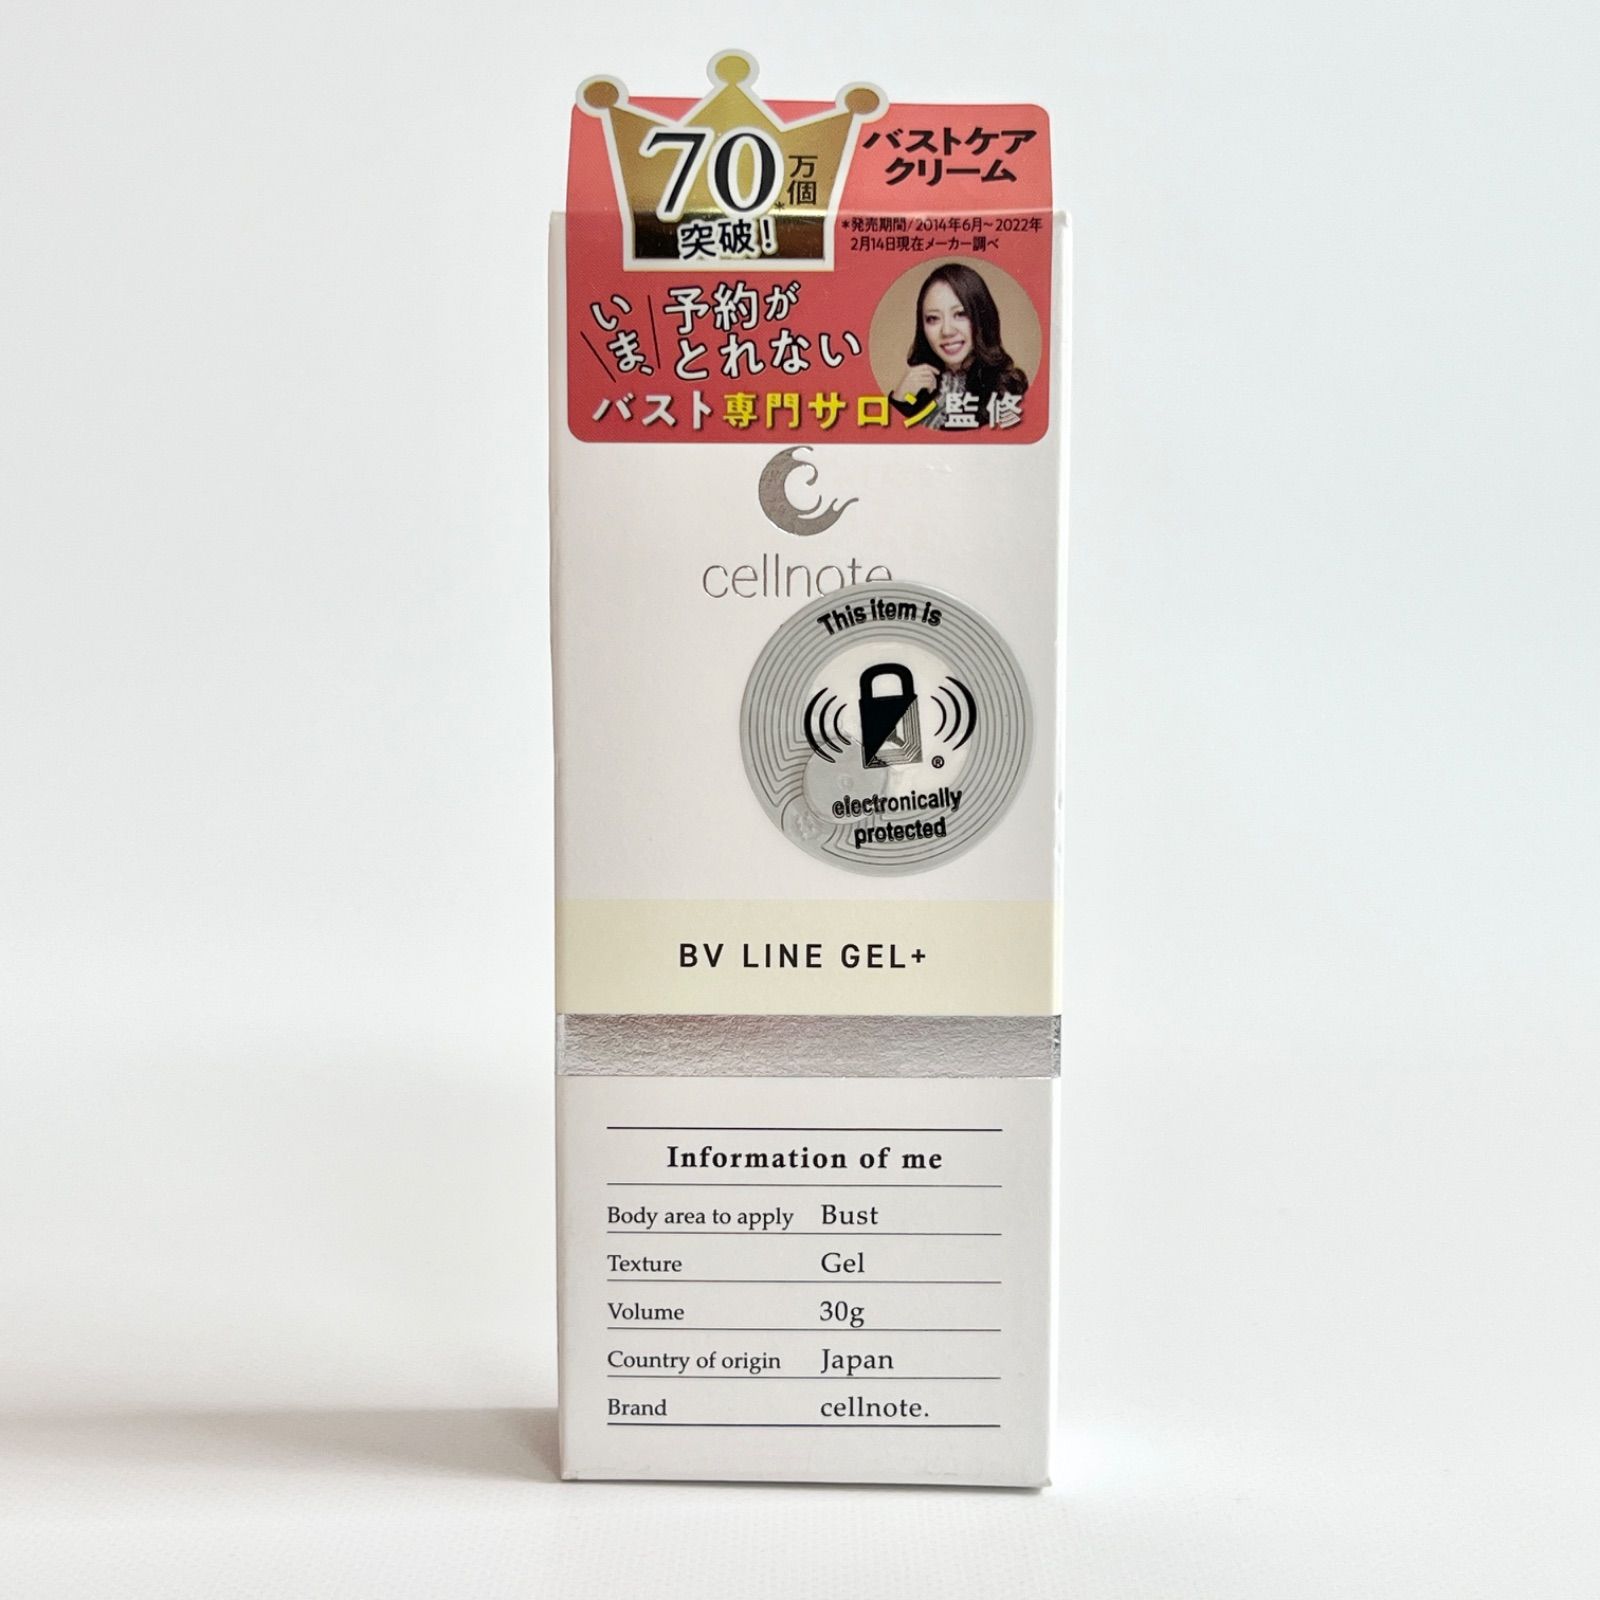 70万個*
突破！
バストケア
クリーム
*発売期間/2014年6月〜2022年
2月14日現在メーカー調べ
いま、
予約が
とれない
バスト専門サロン監修
cellnote
This item is
®
electronically
protected
BV LINE GEL+
Information of me
Body area to apply Bust
Texture Gel
Volume 30g
Country of origin Japan
Brand cellnote.